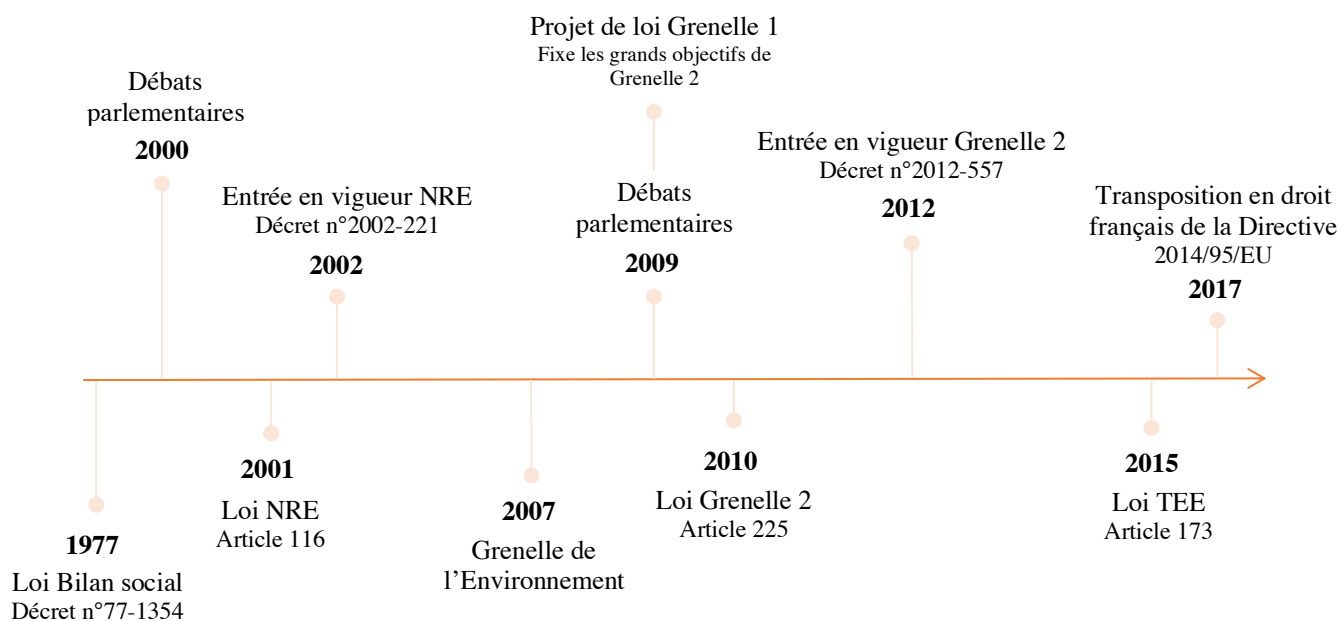 Projet de loi Grenelle 1
Fixe les grands objectifs de
Grenelle 2
Débats
parlementaires
2000
Entrée en vigueur NRE
Décret n°2002-221
2002
Débats
parlementaires
2009
Entrée en vigueur Grenelle 2
Décret n°2012-557
2012
Transposition en droit
français de la Directive
2014/95/EU
2017
1977
Loi Bilan social
Décret n°77-1354
2001
Loi NRE
Article 116
2007
Grenelle de
l’Environnement
2010
Loi Grenelle 2
Article 225
2015
Loi TEE
Article 173